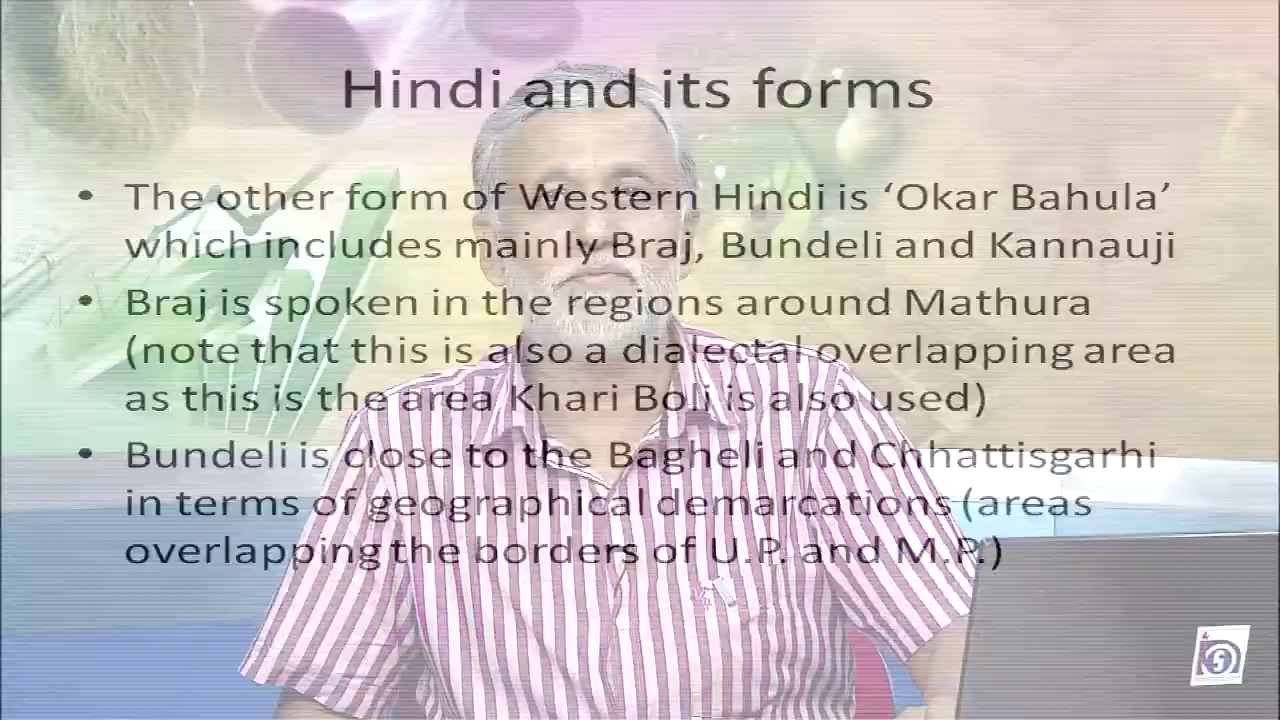 Hindi and its forms
• The other form of Western Hindi is ‘Okar Bahula’
which includes mainly Braj, Bundeli and Kannauji
• Braj is spoken in the regions around Mathura
(note that this is also a dialectal overlapping area
as this is the area Khari Boli is also used)
• Bundeli is close to the Bagheli and Chhattisgarhi
in terms of geographical demarcations (areas
overlapping the borders of U.P. and M.P.)